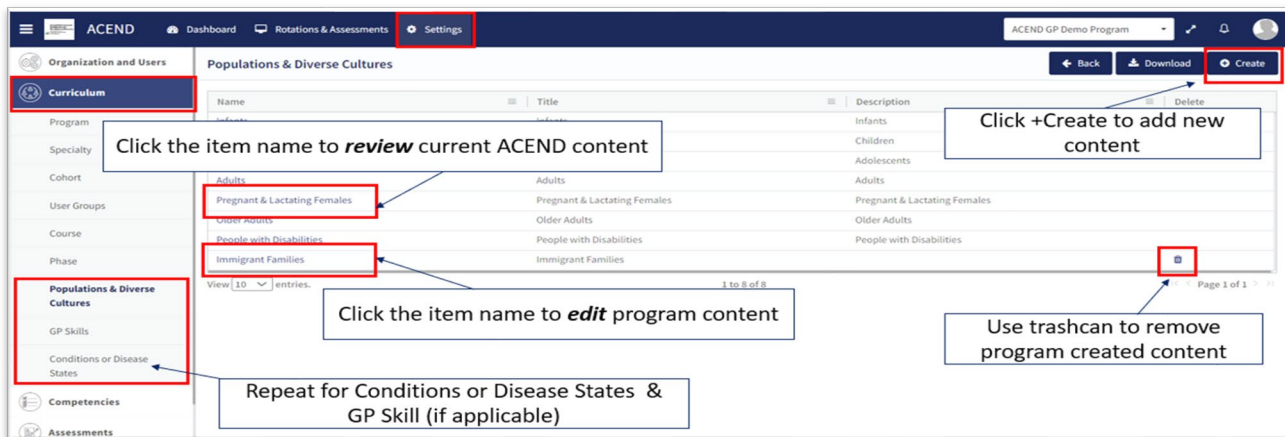 ACEND Dashboard Rotations & Assessments Settings ACEND GP Demo Program
Organization and Users
Populations & Diverse Cultures Back Download Create
Curriculum
Name Title Description Delete
Program
Infants
Click +Create to add new
content
Specialty
Click the item name to review current ACEND content
Children
Adolescents
Cohort
Adults Adults Adults
User Groups
Pregnant & Lactating Females Pregnant & Lactating Females Pregnant & Lactating Females
Older Adults Older Adults Older Adults
Course
People with Disabilities People with Disabilities People with Disabilities
Phase
Immigrant Families Immigrant Families
Populations & Diverse
Cultures
View 10 entries. 1 to 8 of 8 Page 1 of 1
Click the item name to edit program content
GP Skills
Use trashcan to remove
program created content
Conditions or Disease
States
Repeat for Conditions or Disease States &
GP Skill (if applicable)
Competencies
Assessments